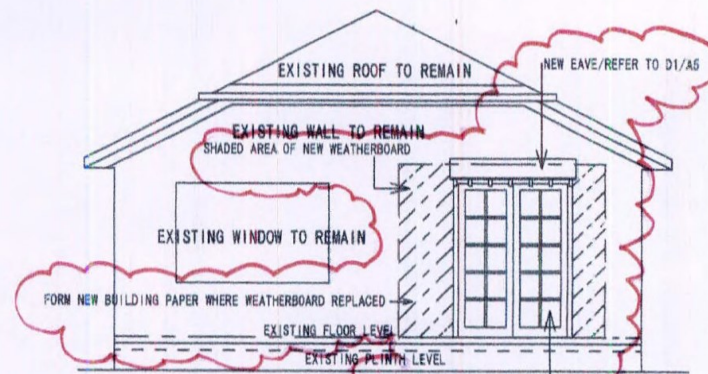 EXISTING ROOF TO REMAIN
NEW EAVE/REFER TO D1/A5
EXISTING WALL TO REMAIN
SHADED AREA OF NEW WEATHERBOARD
EXISTING WINDOW TO REMAIN
FORM NEW BUILDING PAPER WHERE WEATHERBOARD REPLACED
EXISTING FLOOR LEVEL
EXISTING PLINTH LEVEL